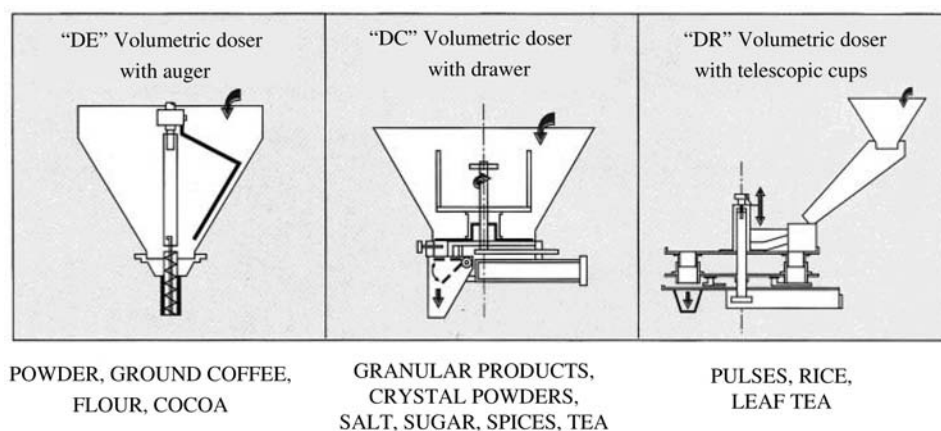 “DE” Volumetric doser
with auger
“DC” Volumetric doser
with drawer
“DR” Volumetric doser
with telescopic cups
POWDER, GROUND COFFEE,
FLOUR, COCOA
GRANULAR PRODUCTS,
CRYSTAL POWDERS,
SALT, SUGAR, SPICES, TEA
PULSES, RICE,
LEAF TEA